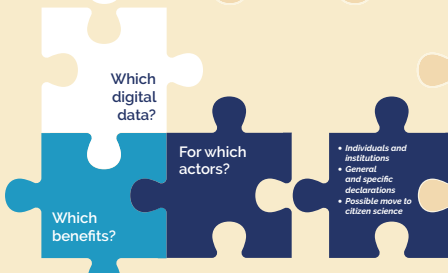 Which
digital
data?
For which
actors?
• Individuals and
institutions
• General
and specific
declarations
• Possible move to
citizen science
Which
benefits?